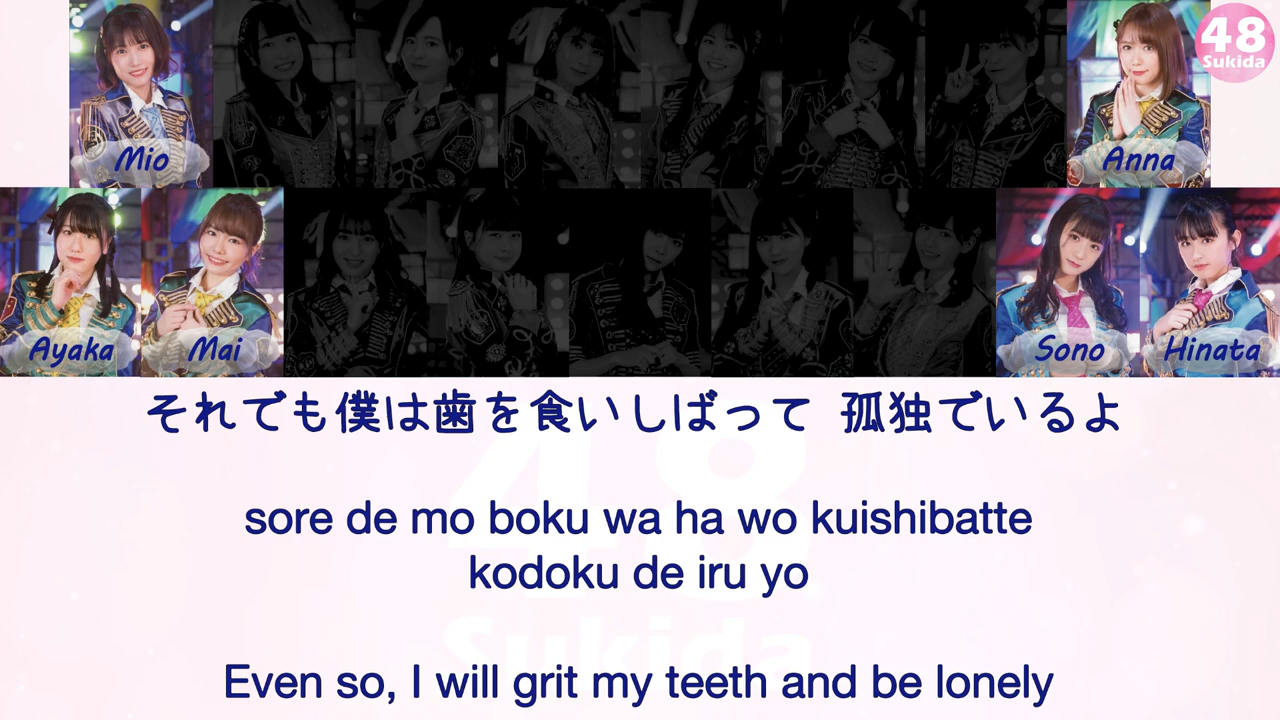 48
Sukida
Mio
Anna
Ayaka
Mai
Sono
Hinata
それでも僕は歯を食いしばって 孤独でいるよ
sore de mo boku wa ha wo kuishibatte
kodoku de iru yo
Even so, I will grit my teeth and be lonely
48
Sukida